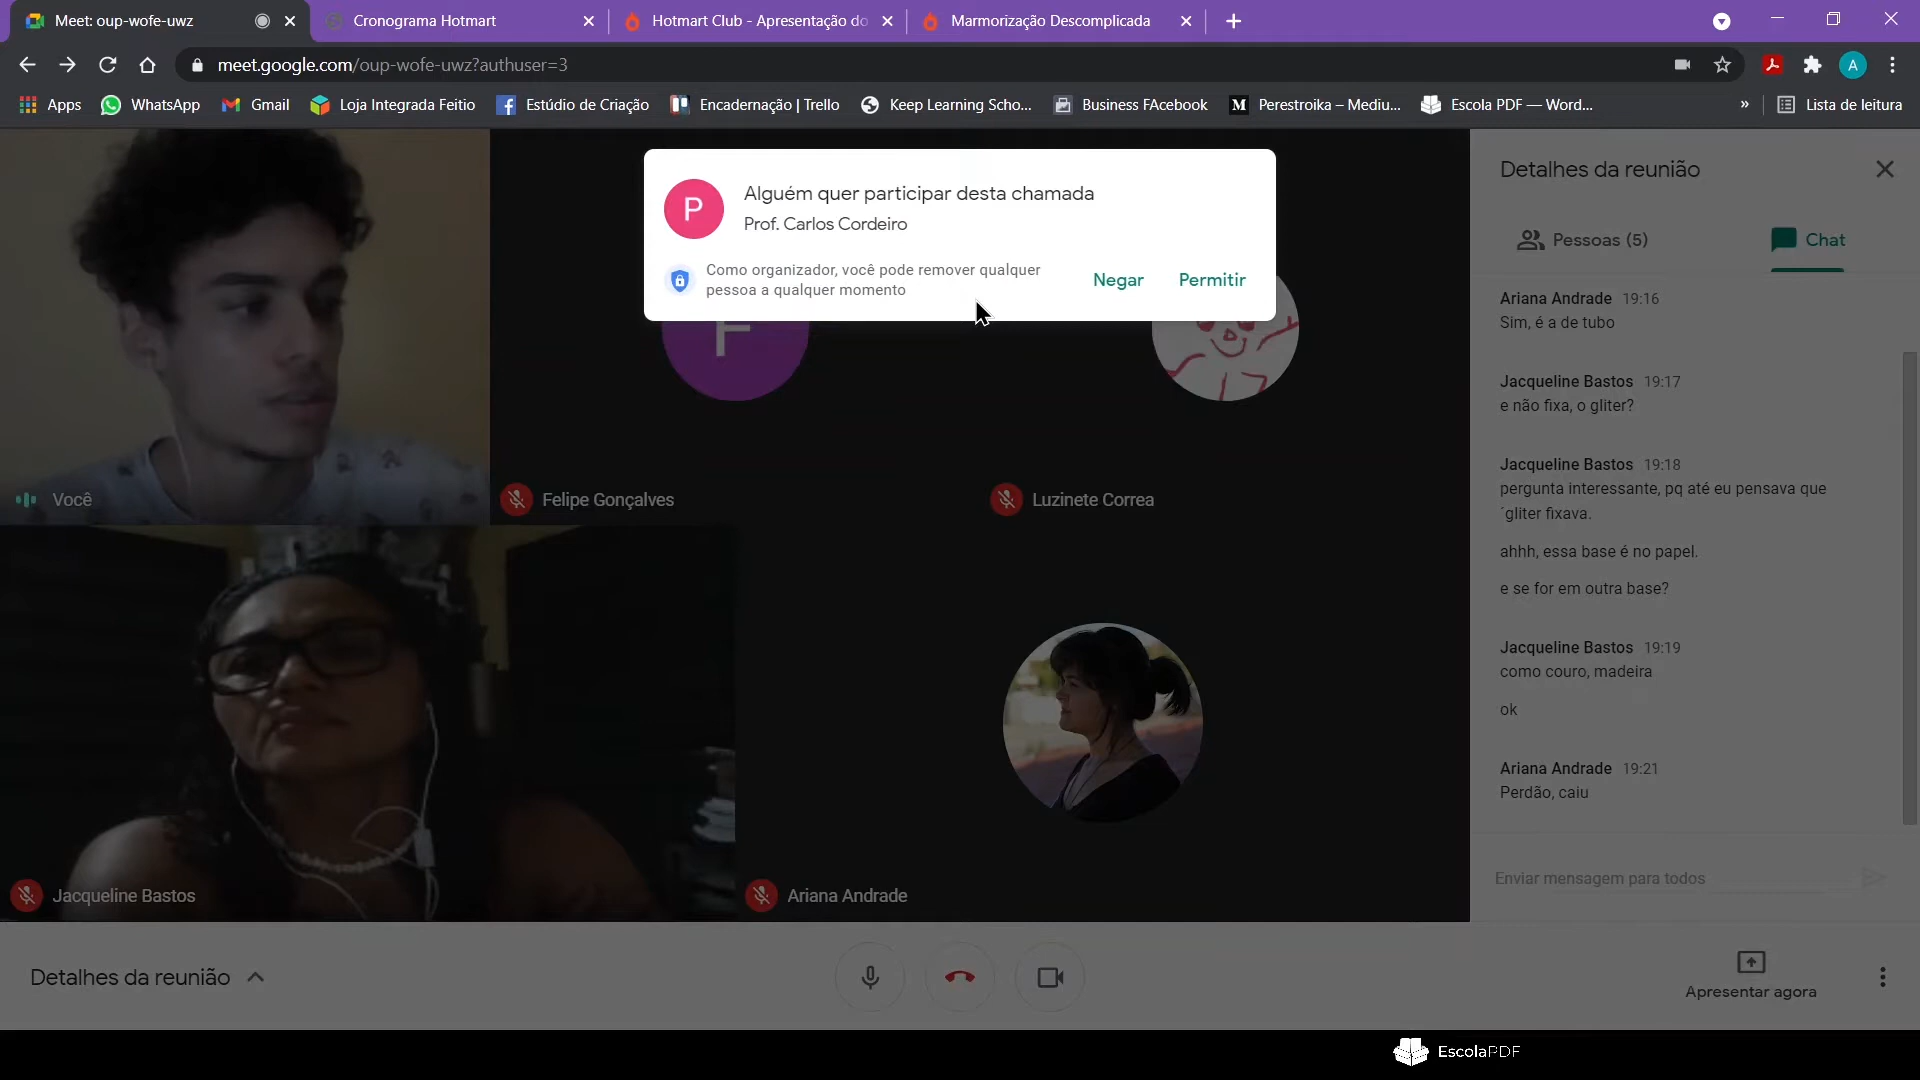 Meet: oup-wofe-uwz
Cronograma Hotmart
Hotmart Club - Apresentação do
Marmorização Descomplicada
meet.google.com/oup-wofe-uwz?authuser=3
A
Apps
WhatsApp
Gmail
Loja Integrada Feitio
Estúdio de Criação
Encadernação | Trello
Keep Learning Scho...
Business FAcebook
M
Perestroika – Mediu...
Escola PDF — Word...
»
Lista de leitura
P
Alguém quer participar desta chamada
Prof. Carlos Cordeiro
Como organizador, você pode remover qualquer
pessoa a qualquer momento
Negar
Permitir
F
Você
Felipe Gonçalves
Luzinete Correa
Jacqueline Bastos
Ariana Andrade
Detalhes da reunião
Pessoas (5)
Chat
Ariana Andrade 19:16
Sim, é a de tubo
Jacqueline Bastos 19:17
e não fixa, o gliter?
Jacqueline Bastos 19:18
pergunta interessante, pq até eu pensava que
´gliter fixava.
ahhh, essa base é no papel.
e se for em outra base?
Jacqueline Bastos 19:19
como couro, madeira
ok
Ariana Andrade 19:21
Perdão, caiu
Enviar mensagem para todos
Detalhes da reunião
Apresentar agora
EscolaPDF